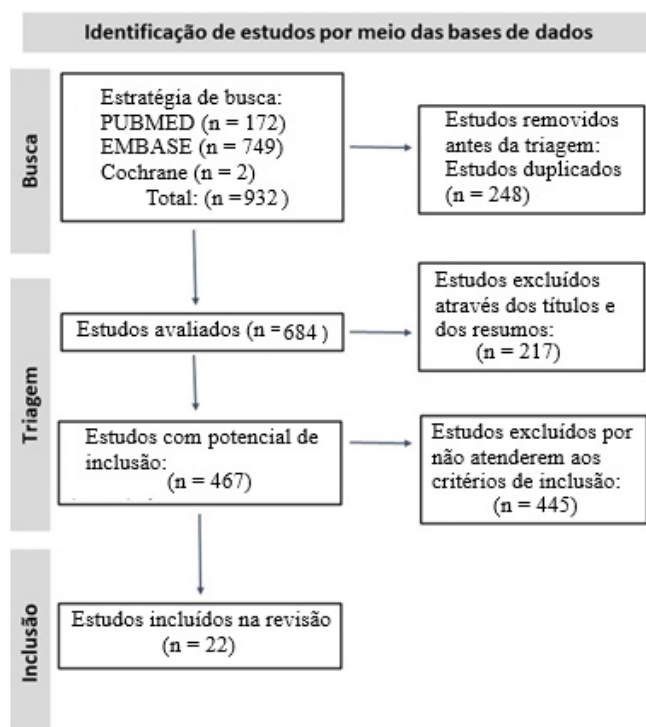 Identificação de estudos por meio das bases de dados
Busca
Estratégia de busca:
PUBMED (n = 172)
EMBASE (n = 749)
Cochrane (n = 2)
Total: (n =932 )
Estudos removidos
antes da triagem:
Estudos duplicados
(n = 248)
Triagem
Estudos avaliados (n =684 )
Estudos excluídos
através dos títulos e
dos resumos:
(n = 217)
Estudos com potencial de
inclusão:
(n = 467)
Estudos excluídos por
não atenderem aos
critérios de inclusão:
(n = 445)
Inclusão
Estudos incluídos na revisão
(n = 22)